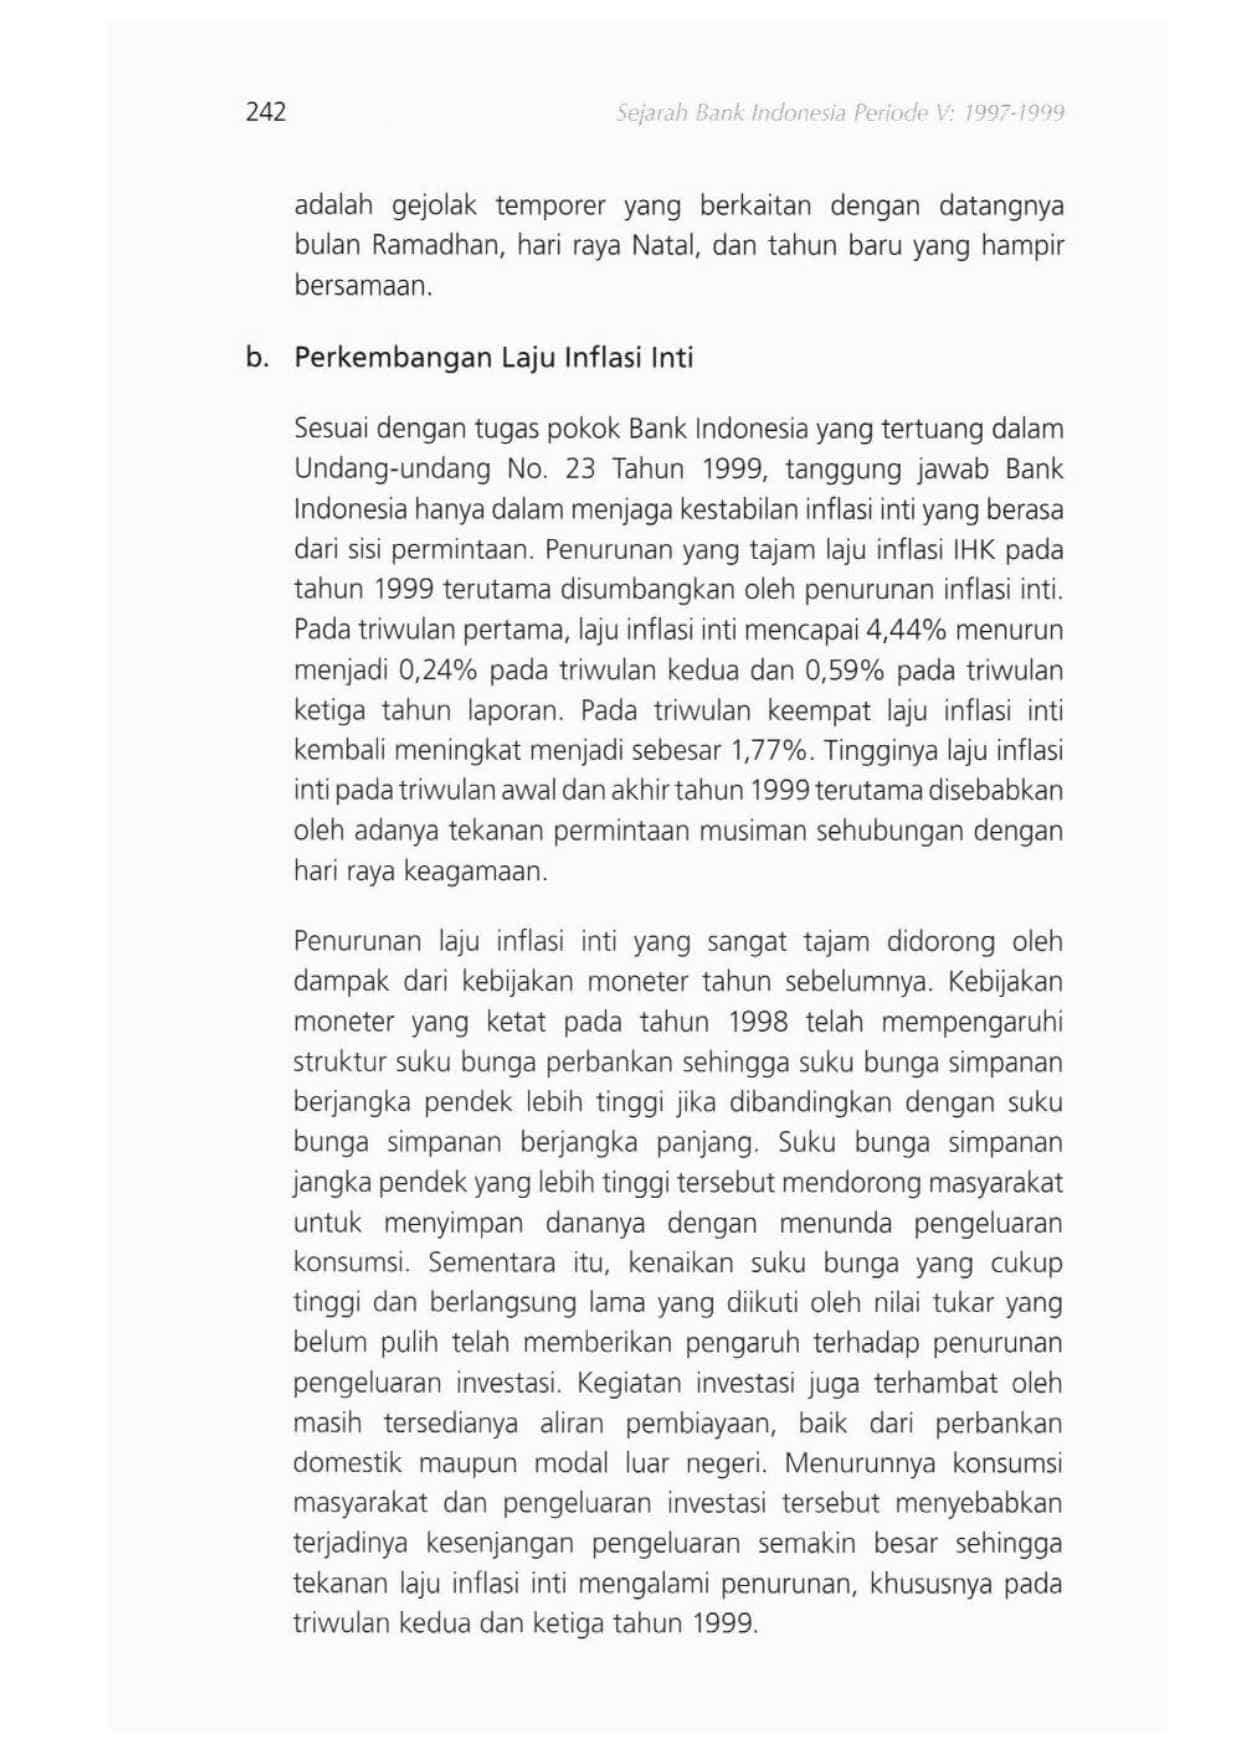 242
Sejarah Bank Indonesia Periode V: 1997-1999
adalah gejolak temporer yang berkaitan dengan datangnya
bulan Ramadhan, hari raya Natal, dan tahun baru yang hampir
bersamaan.
b. Perkembangan Laju Inflasi Inti
Sesuai dengan tugas pokok Bank Indonesia yang tertuang dalam
Undang-undang No. 23 Tahun 1999, tanggung jawab Bank
Indonesia hanya dalam menjaga kestabilan inflasi inti yang berasa
dari sisi permintaan. Penurunan yang tajam laju inflasi IHK pada
tahun 1999 terutama disumbangkan oleh penurunan inflasi inti.
Pada triwulan pertama, laju inflasi inti mencapai 4,44% menurun
menjadi 0,24% pada triwulan kedua dan 0,59% pada triwulan
ketiga tahun laporan. Pada triwulan keempat laju inflasi inti
kembali meningkat menjadi sebesar 1,77%. Tingginya laju inflasi
inti pada triwulan awal dan akhir tahun 1999 terutama disebabkan
oleh adanya tekanan permintaan musiman sehubungan dengan
hari raya keagamaan.
Penurunan laju inflasi inti yang sangat tajam didorong oleh
dampak dari kebijakan moneter tahun sebelumnya. Kebijakan
moneter yang ketat pada tahun 1998 telah mempengaruhi
struktur suku bunga perbankan sehingga suku bunga simpanan
berjangka pendek lebih tinggi jika dibandingkan dengan suku
bunga simpanan berjangka panjang. Suku bunga simpanan
jangka pendek yang lebih tinggi tersebut mendorong masyarakat
untuk menyimpan dananya dengan menunda pengeluaran
konsumsi. Sementara itu, kenaikan suku bunga yang cukup
tinggi dan berlangsung lama yang diikuti oleh nilai tukar yang
belum pulih telah memberikan pengaruh terhadap penurunan
pengeluaran investasi. Kegiatan investasi juga terhambat oleh
masih tersedianya aliran pembiayaan, baik dari perbankan
domestik maupun modal luar negeri. Menurunnya konsumsi
masyarakat dan pengeluaran investasi tersebut menyebabkan
terjadinya kesenjangan pengeluaran semakin besar sehingga
tekanan laju inflasi inti mengalami penurunan, khususnya pada
triwulan kedua dan ketiga tahun 1999.